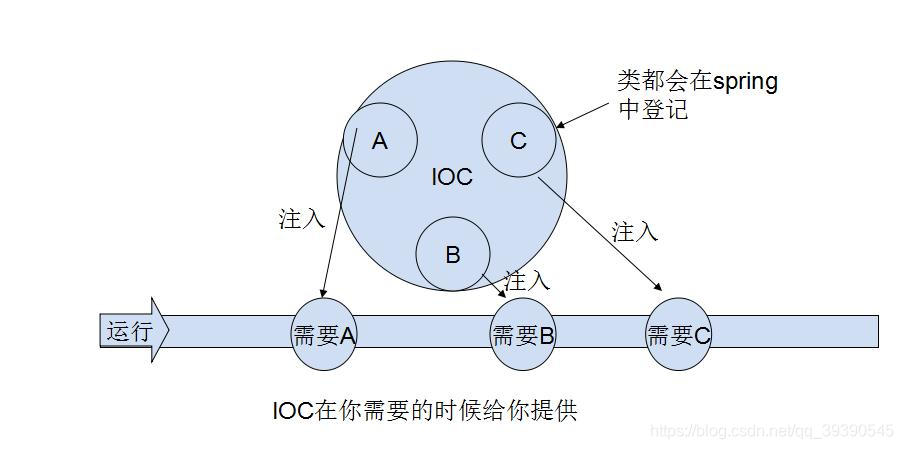 类都会在spring
中登记
A
C
IOC
B
注入
注入
注入
运行
需要A
需要B
需要C
IOC在你需要的时候给你提供
https://blog.csdn.net/qq_39390545